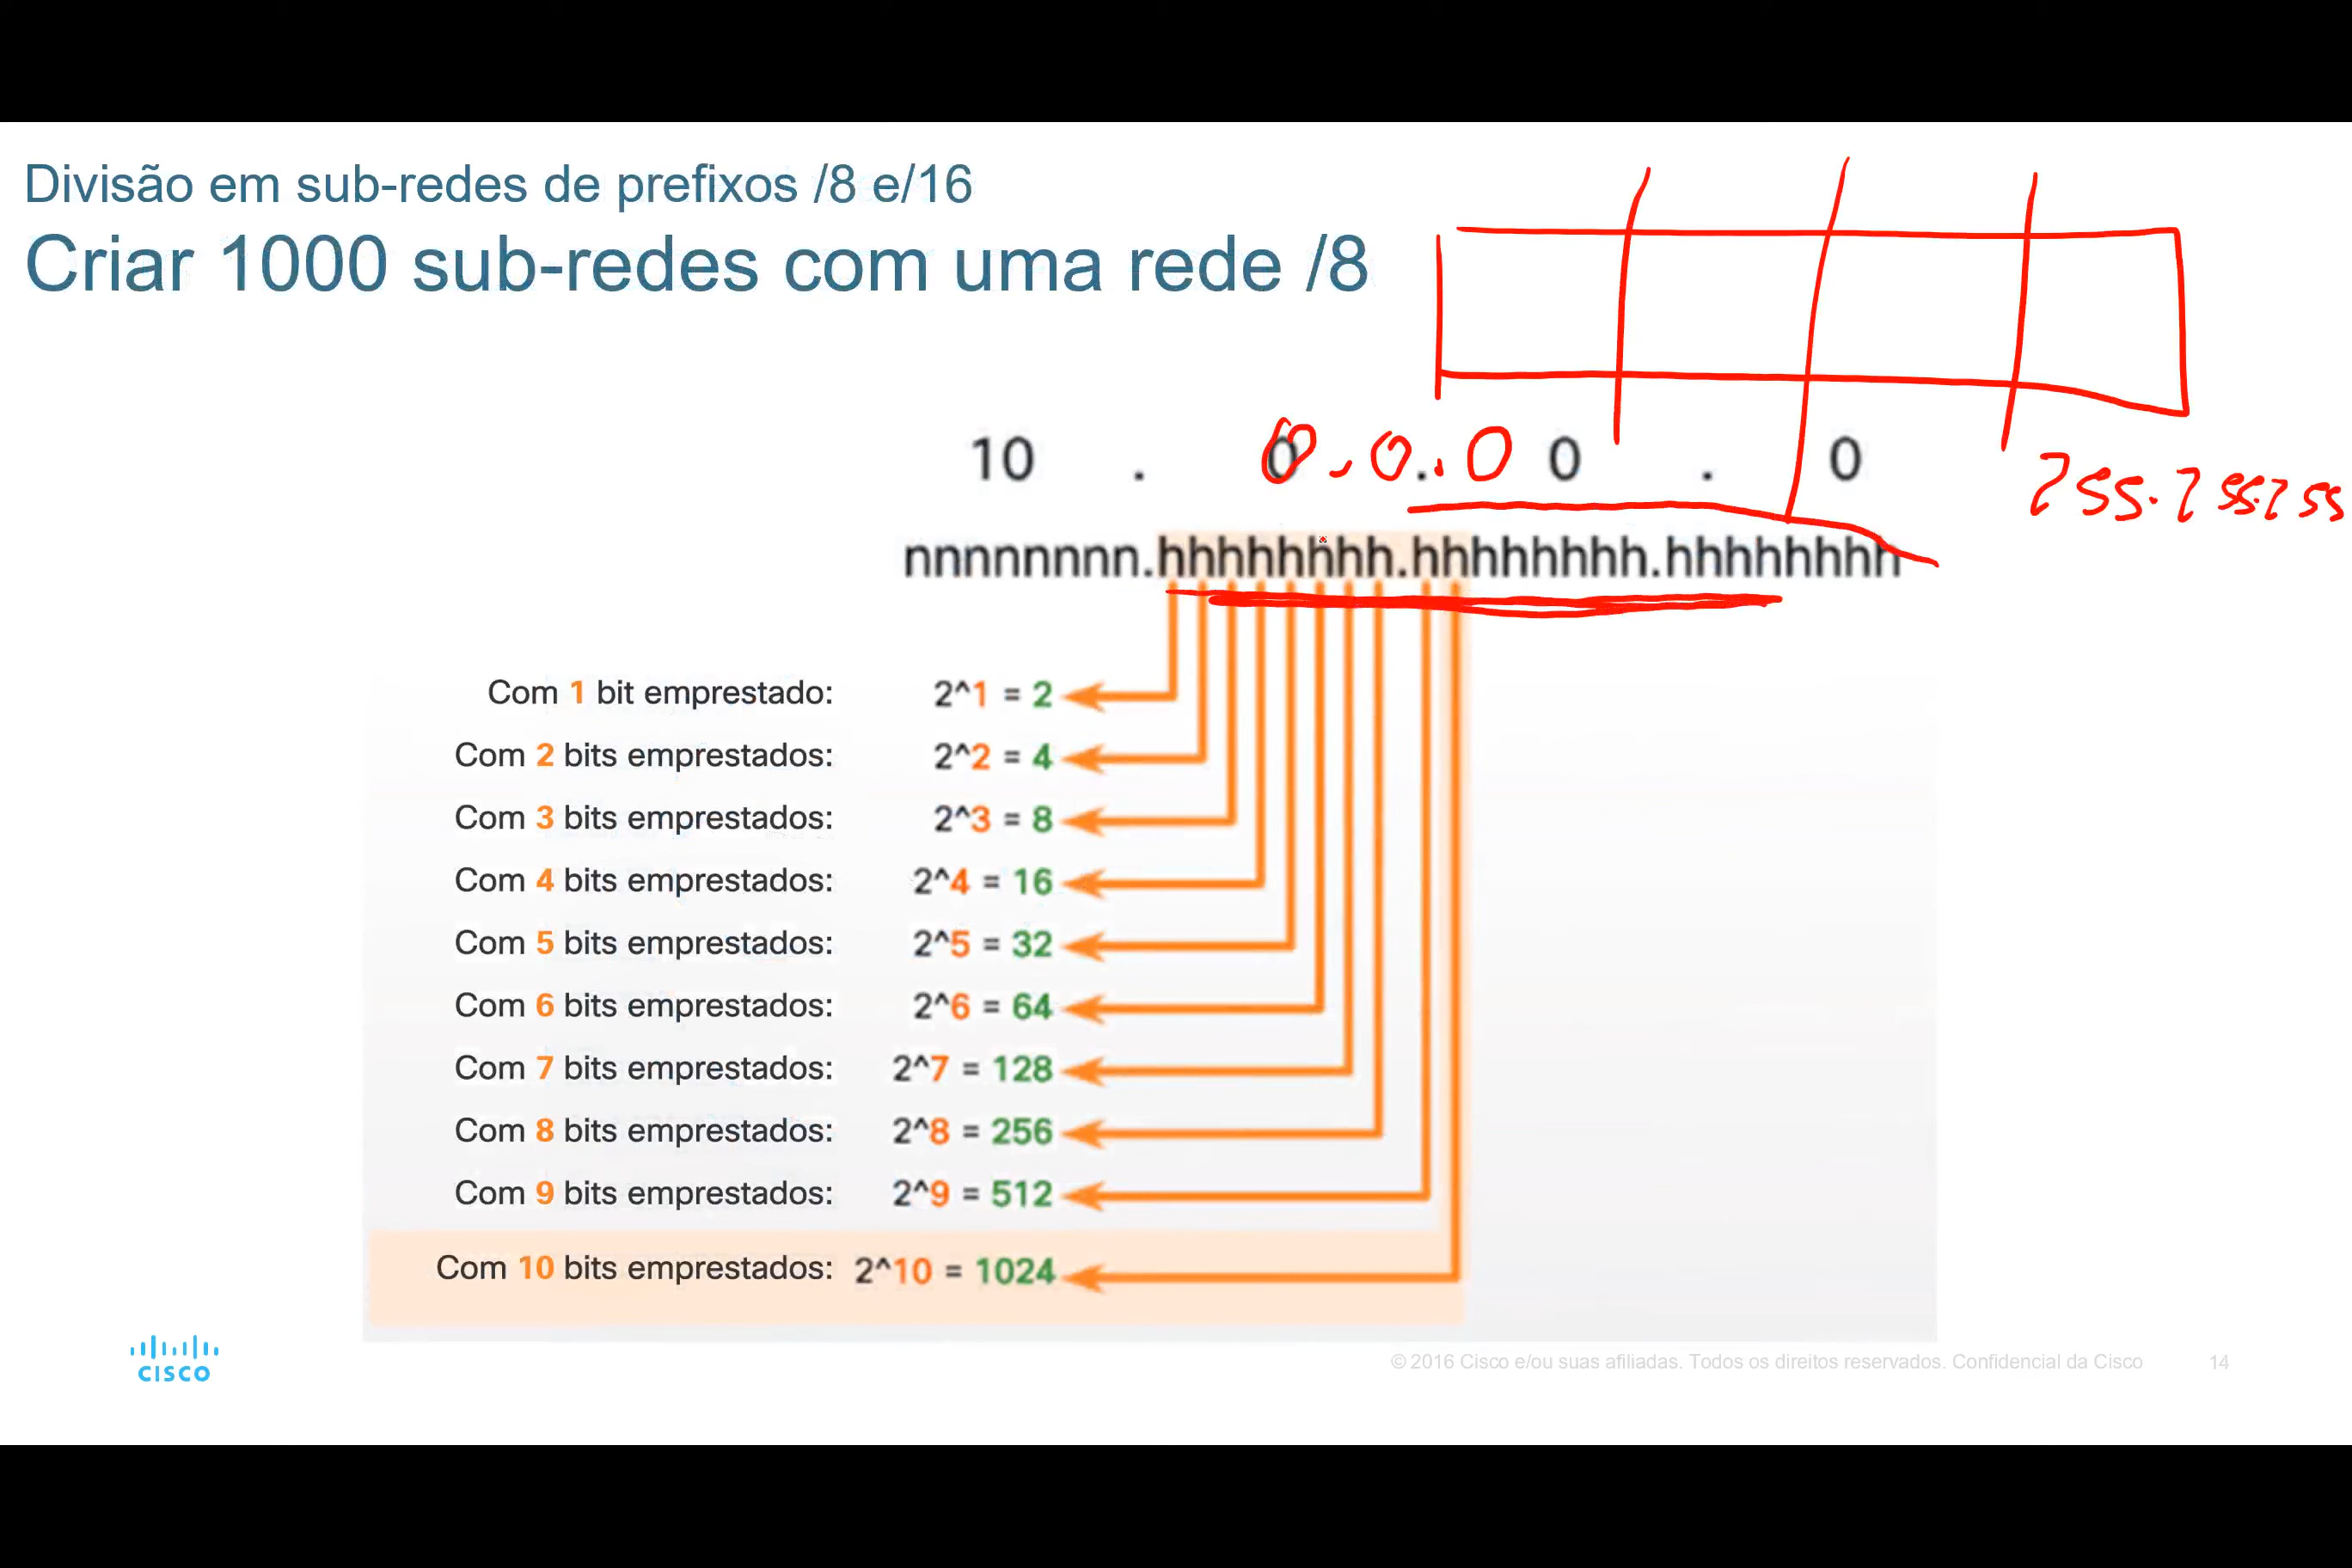 Divisão em sub-redes de prefixos /8 e/16
Criar 1000 sub-redes com uma rede /8
10 . 0 . 0 . 0
0.0.0
255.255.255
nnnnnnnn.hhhhhhhh.hhhhhhhh.hhhhhhhh
Com 1 bit emprestado: 2^1 = 2
Com 2 bits emprestados: 2^2 = 4
Com 3 bits emprestados: 2^3 = 8
Com 4 bits emprestados: 2^4 = 16
Com 5 bits emprestados: 2^5 = 32
Com 6 bits emprestados: 2^6 = 64
Com 7 bits emprestados: 2^7 = 128
Com 8 bits emprestados: 2^8 = 256
Com 9 bits emprestados: 2^9 = 512
Com 10 bits emprestados: 2^10 = 1024
CISCO
© 2016 Cisco e/ou suas afiliadas. Todos os direitos reservados. Confidencial da Cisco 14